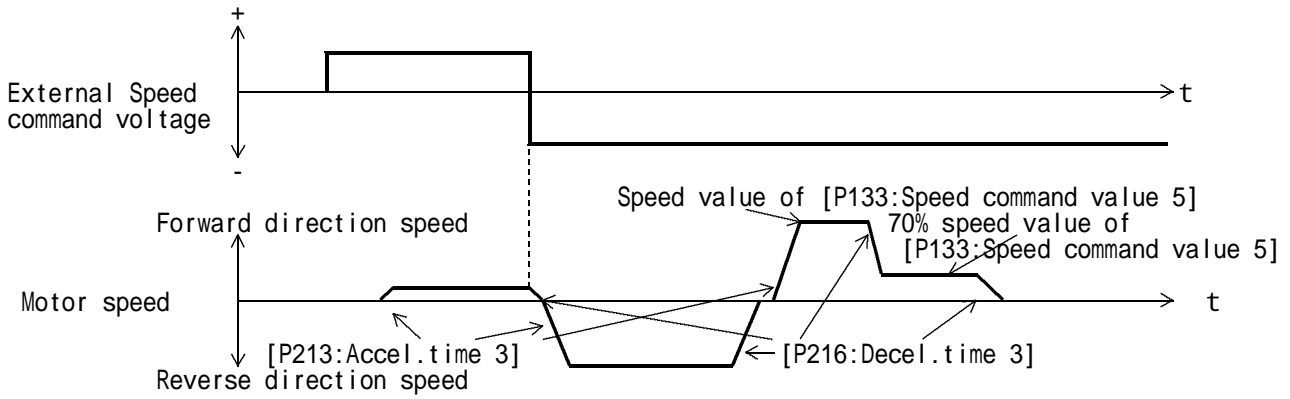 +
External Speed
command voltage
t
-
Speed value of [P133:Speed command value 5]
Forward direction speed
70% speed value of
[P133:Speed command value 5]
Motor speed
t
[P213:Accel.time 3]
[P216:Decel.time 3]
Reverse direction speed